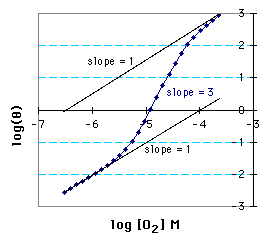 3
slope = 1
2
1
slope = 3
log(θ)
0
-7
-6
-5
-4
-3
slope = 1
-1
-2
-3
log [O2] M